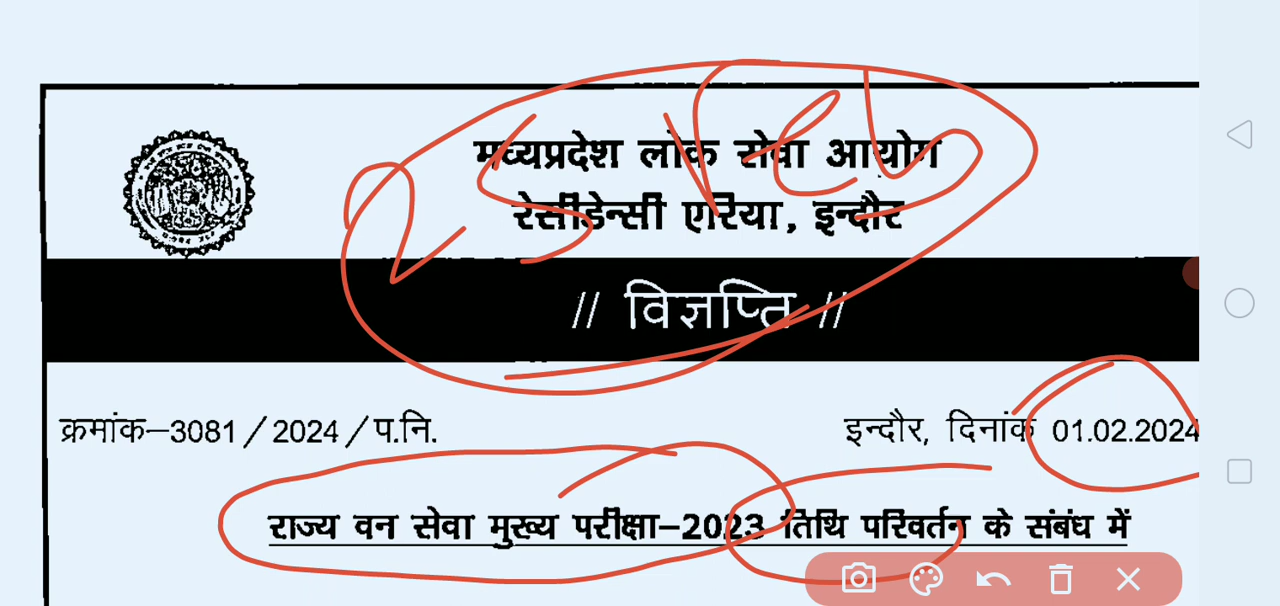 मध्यप्रदेश लोक सेवा आयोग
रेसीडेन्सी एरिया, इन्दौर
// विज्ञप्ति //
क्रमांक–3081/2024/प.नि.
इन्दौर, दिनांक 01.02.2024
राज्य वन सेवा मुख्य परीक्षा–2023 तिथि परिवर्तन के संबंध में